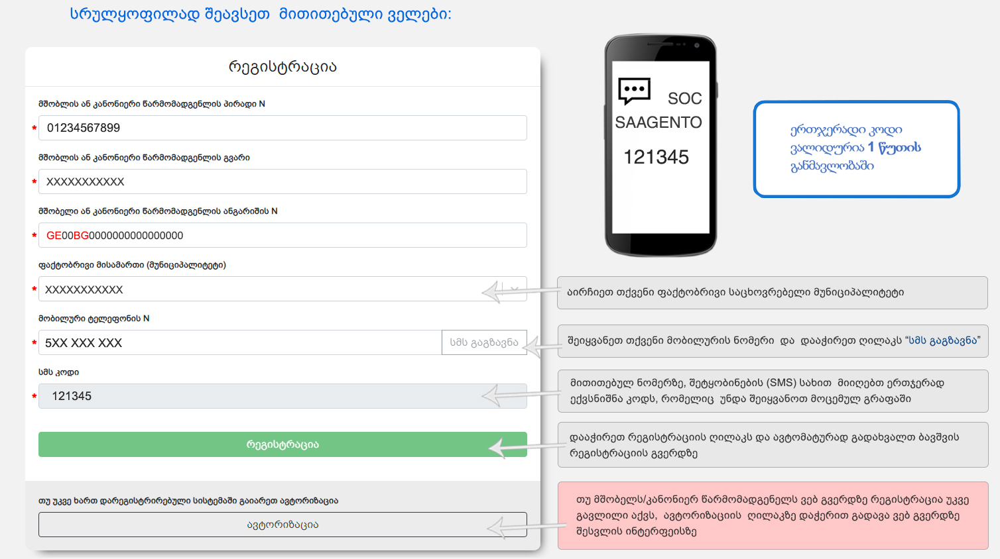 სრულყოფილად შეავსეთ  მითითებული ველები:
რეგისტრაცია
მშობლის ან კანონიერი წარმომადგენლის პირადი N
* 01234567899
მშობლის ან კანონიერი წარმომადგენლის გვარი
* XXXXXXXXXXX
მშობელი ან კანონიერი წარმომადგენლის ანგარიშის N
* GE00BG0000000000000000
ფაქტობრივი მისამართი (მუნიციპალიტეტი)
* XXXXXXXXXXX
მობილური ტელეფონის N
* 5XX XXX XXX
სმს გაგზავნა
სმს კოდი
* 121345
რეგისტრაცია
თუ უკვე ხართ დარეგისტრირებული სისტემაში გაიარეთ ავტორიზაცია
ავტორიზაცია
SOC
SAAGENTO
121345
ერთჯერადი კოდი
ვალიდურია 1 წუთის
განმავლობაში
აირჩიეთ თქვენი ფაქტობრივი საცხოვრებელი მუნიციპალიტეტი
შეიყვანეთ თქვენი მობილურის ნომერი  და  დააჭირეთ ღილაკს “სმს გაგზავნა”
მითითებულ ნომერზე, შეტყობინების (SMS) სახით  მიიღებთ ერთჯერად
ექვსნიშნა კოდს, რომელიც  უნდა შეიყვანოთ მოცემულ გრაფაში
დააჭირეთ რეგისტრაციის ღილაკს და ავტომატურად გადახვალთ ბავშვის
რეგისტრაციის გვერდზე
თუ მშობელს/კანონიერ წარმომადგენელს ვებ გვერდზე რეგისტრაცია უკვე
გავლილი აქვს,  ავტორიზაციის  ღილაკზე დაჭერით გადავა ვებ გვერდზე
შესვლის ინტერფეისზე